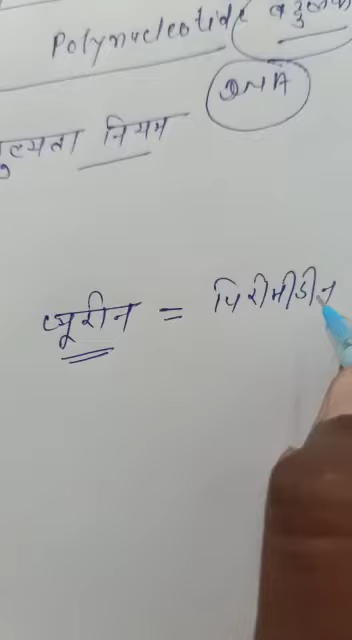 Polynucleotide
DNA
तुल्यता नियम
प्यूरीन = पिरीमीडीन